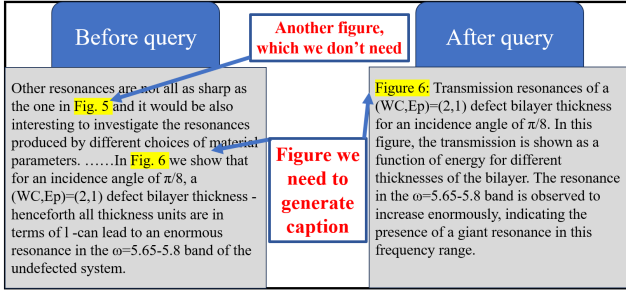 Before query
Another figure,
which we don't need
After query
Other resonances are not all as sharp as
the one in Fig. 5 and it would be also
interesting to investigate the resonances
produced by different choices of material
parameters. ……In Fig. 6 we show that
for an incidence angle of π/8, a
(WC,Ep)=(2,1) defect bilayer thickness -
henceforth all thickness units are in
terms of l -can lead to an enormous
resonance in the ω=5.65-5.8 band of the
undefected system.
Figure we
need to
generate
caption
Figure 6: Transmission resonances of a
(WC,Ep)=(2,1) defect bilayer thickness
for an incidence angle of π/8. In this
figure, the transmission is shown as a
function of energy for different
thicknesses of the bilayer. The resonance
in the ω=5.65-5.8 band is observed to
increase enormously, indicating the
presence of a giant resonance in this
frequency range.